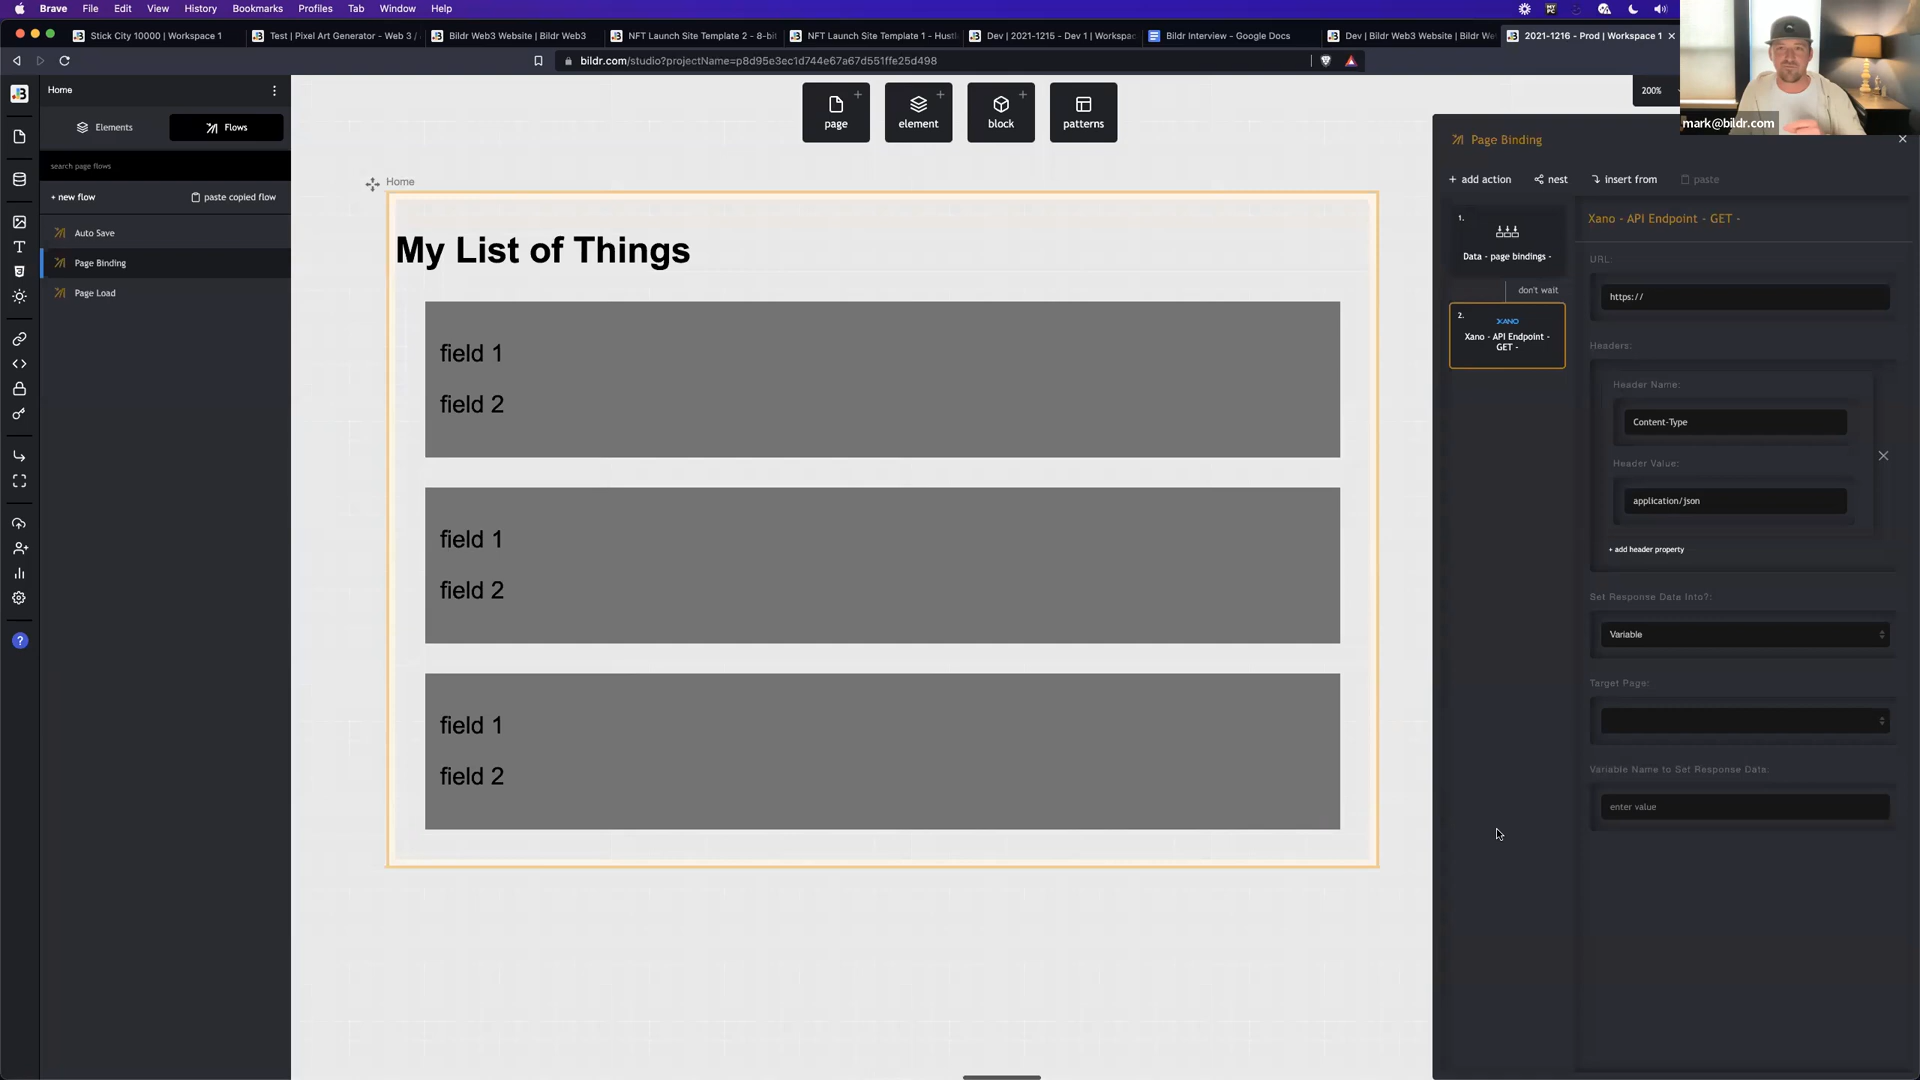 Brave File Edit View History Bookmarks Profiles Tab Window Help
Stick City 10000 | Workspace 1
Test | Pixel Art Generator - Web 3 /
Bildr Web3 Website | Bildr Web3
NFT Launch Site Template 2 - 8-bit
NFT Launch Site Template 1 - Hust
Dev | 2021-1215 - Dev 1 | Workspac
Bildr Interview - Google Docs
Dev | Bildr Web3 Website | Bildr We
2021-1216 - Prod | Workspace 1
bildr.com/studio?projectName=p8d95e3ec1d744e67a67d551ffe25d498
Home
Elements
Flows
search page flows
+ new flow
paste copied flow
Auto Save
Page Binding
Page Load
page
element
block
patterns
200%
mark@bildr.com
Home
My List of Things
field 1
field 2
field 1
field 2
field 1
field 2
Page Binding
+ add action
nest
insert from
paste
1.
Data - page bindings -
don't wait
2.
XANO
Xano - API Endpoint -
GET -
Xano - API Endpoint - GET -
URL:
https://
Headers:
Header Name:
Content-Type
Header Value:
application/json
+ add header property
Set Response Data Into?:
Variable
Target Page:
Variable Name to Set Response Data:
enter value